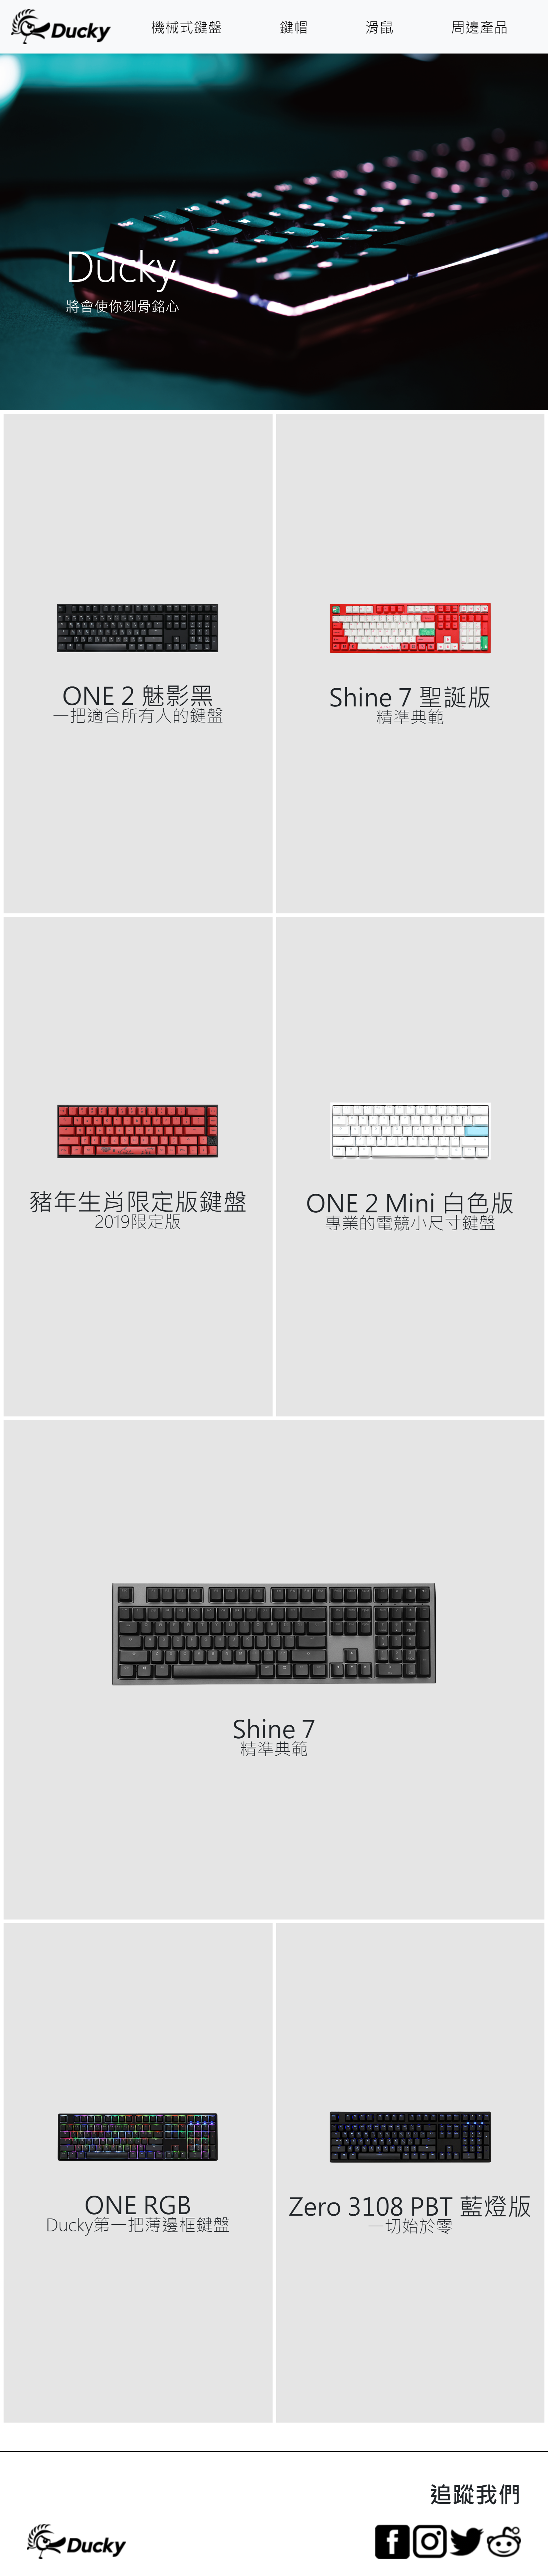 Ducky
機械式鍵盤
鍵帽
滑鼠
周邊產品
Ducky
將會使你刻骨銘心
ONE 2 魅影黑
一把適合所有人的鍵盤
Shine 7 聖誕版
精準典範
豬年生肖限定版鍵盤
2019限定版
ONE 2 Mini 白色版
專業的電競小尺寸鍵盤
Shine 7
精準典範
ONE RGB
Ducky第一把薄邊框鍵盤
Zero 3108 PBT 藍燈版
一切始於零
追蹤我們
Ducky